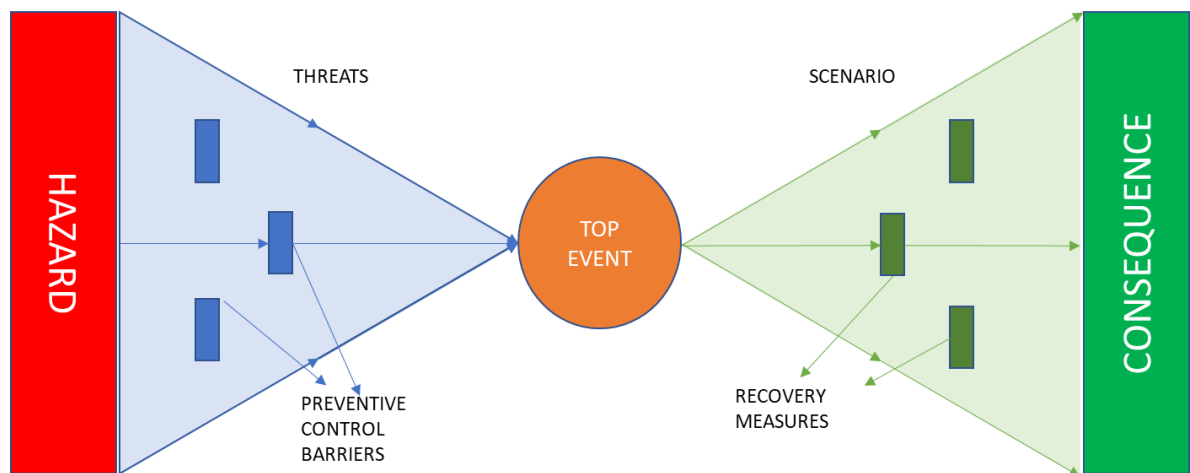 HAZARD
THREATS
PREVENTIVE
CONTROL
BARRIERS
TOP
EVENT
SCENARIO
RECOVERY
MEASURES
CONSEQUENCE